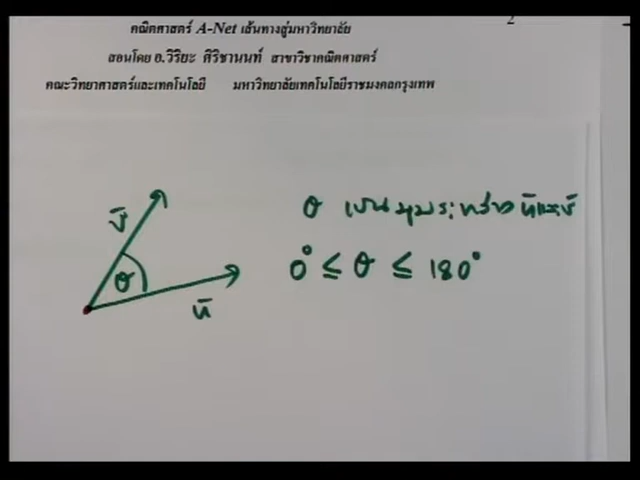 2
คณิตศาสตร์ A-Net เส้นทางสู่มหาวิทยาลัย
สอนโดย อ.วิริยะ ศิริชานนท์ สาขาวิชาคณิตศาสตร์
คณะวิทยาศาสตร์และเทคโนโลยี มหาวิทยาลัยเทคโนโลยีราชมงคลกรุงเทพ
v̄
θ
ū
θ เป็นมุมระหว่าง ū และ v̄
0° ≤ θ ≤ 180°